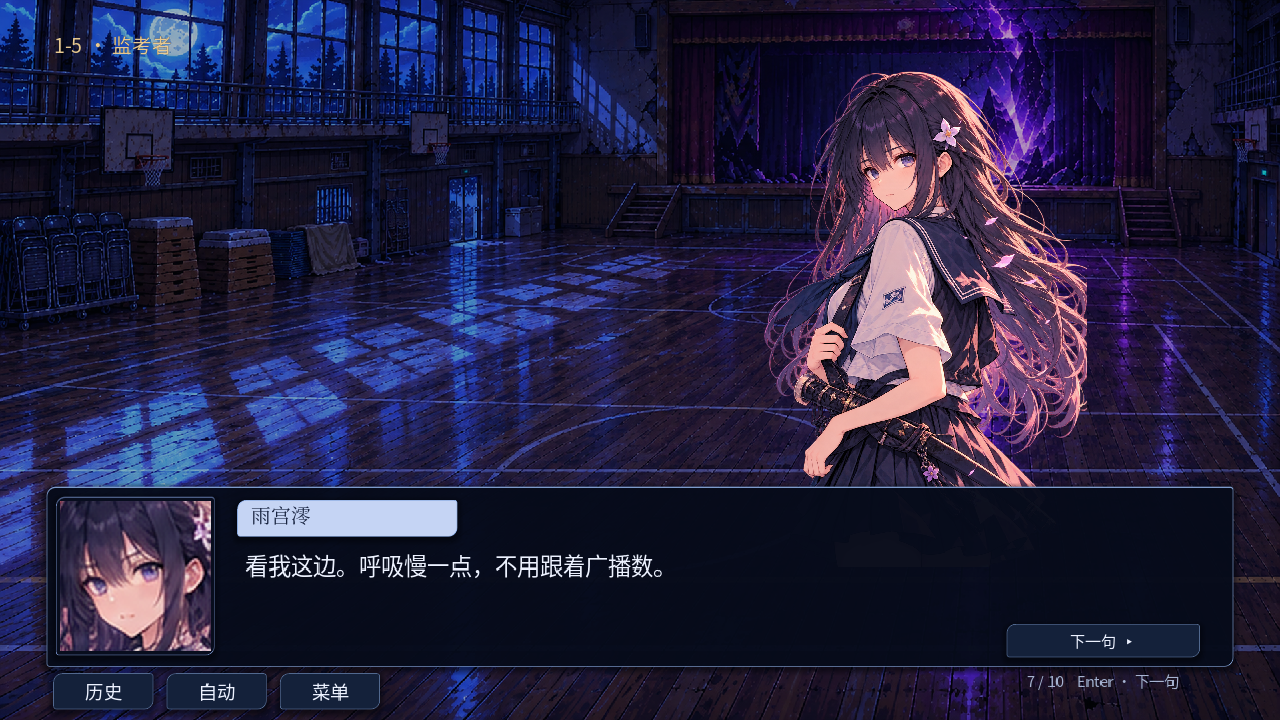 1-5 · 监考者
雨宫澪
看我这边。呼吸慢一点，不用跟着广播数。
下一句 ▸
历史
自动
菜单
7 / 10 Enter · 下一句